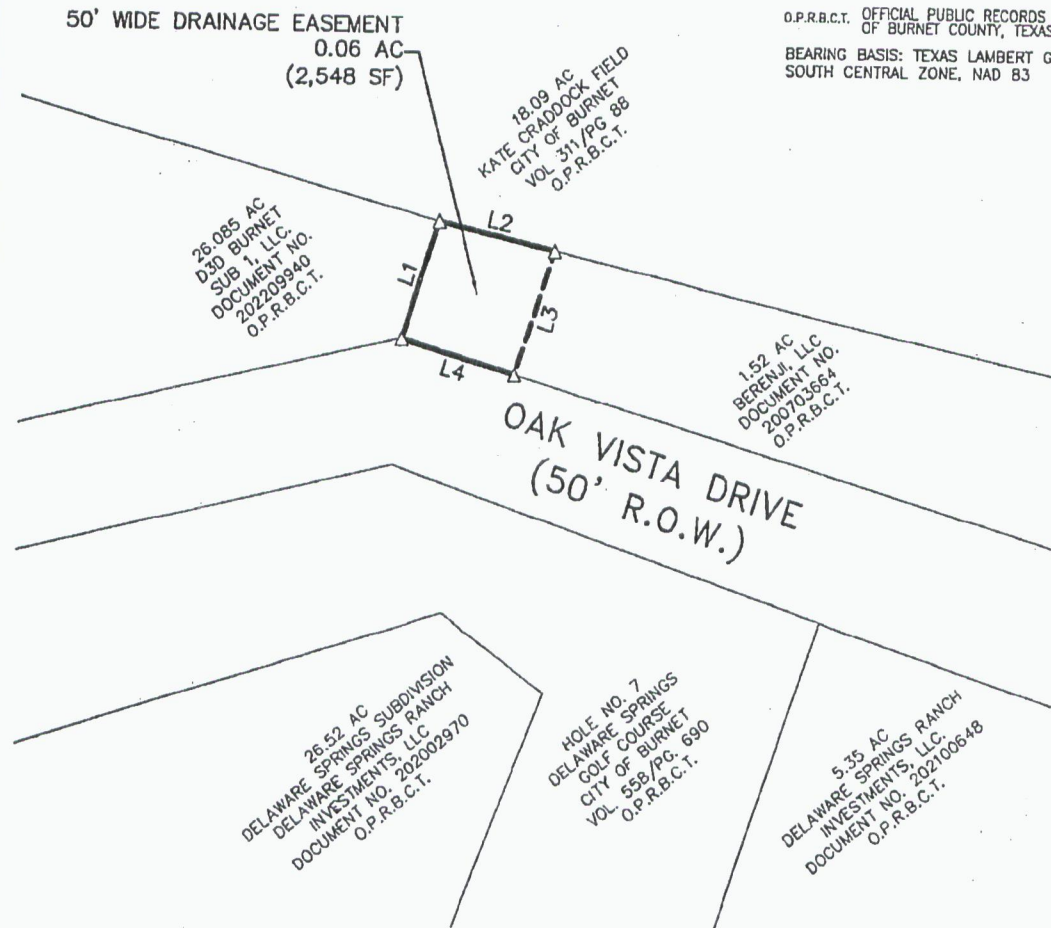 50' WIDE DRAINAGE EASEMENT
0.06 AC
(2,548 SF)
O.P.R.B.C.T. OFFICIAL PUBLIC RECORDS
OF BURNET COUNTY, TEXAS
BEARING BASIS: TEXAS LAMBERT G
SOUTH CENTRAL ZONE, NAD 83
18.09 AC
KATE CRADDOCK FIELD
CITY OF BURNET
VOL 311/PG 88
O.P.R.B.C.T.
26.085 AC
D3D BURNET
SUB 1, LLC.
DOCUMENT NO.
202209940
O.P.R.B.C.T.
L1
L2
L3
L4
1.52 AC
BERENJI, LLC
DOCUMENT NO.
200703664
O.P.R.B.C.T.
OAK VISTA DRIVE
(50' R.O.W.)
26.52 AC
DELAWARE SPRINGS SUBDIVISION
DELAWARE SPRINGS RANCH
INVESTMENTS, LLC
DOCUMENT NO. 202002970
O.P.R.B.C.T.
HOLE NO. 7
DELAWARE SPRINGS
GOLF COURSE
CITY OF BURNET
VOL. 558/PG. 690
O.P.R.B.C.T.
5.35 AC
DELAWARE SPRINGS RANCH
INVESTMENTS, LLC.
DOCUMENT NO. 202100648
O.P.R.B.C.T.